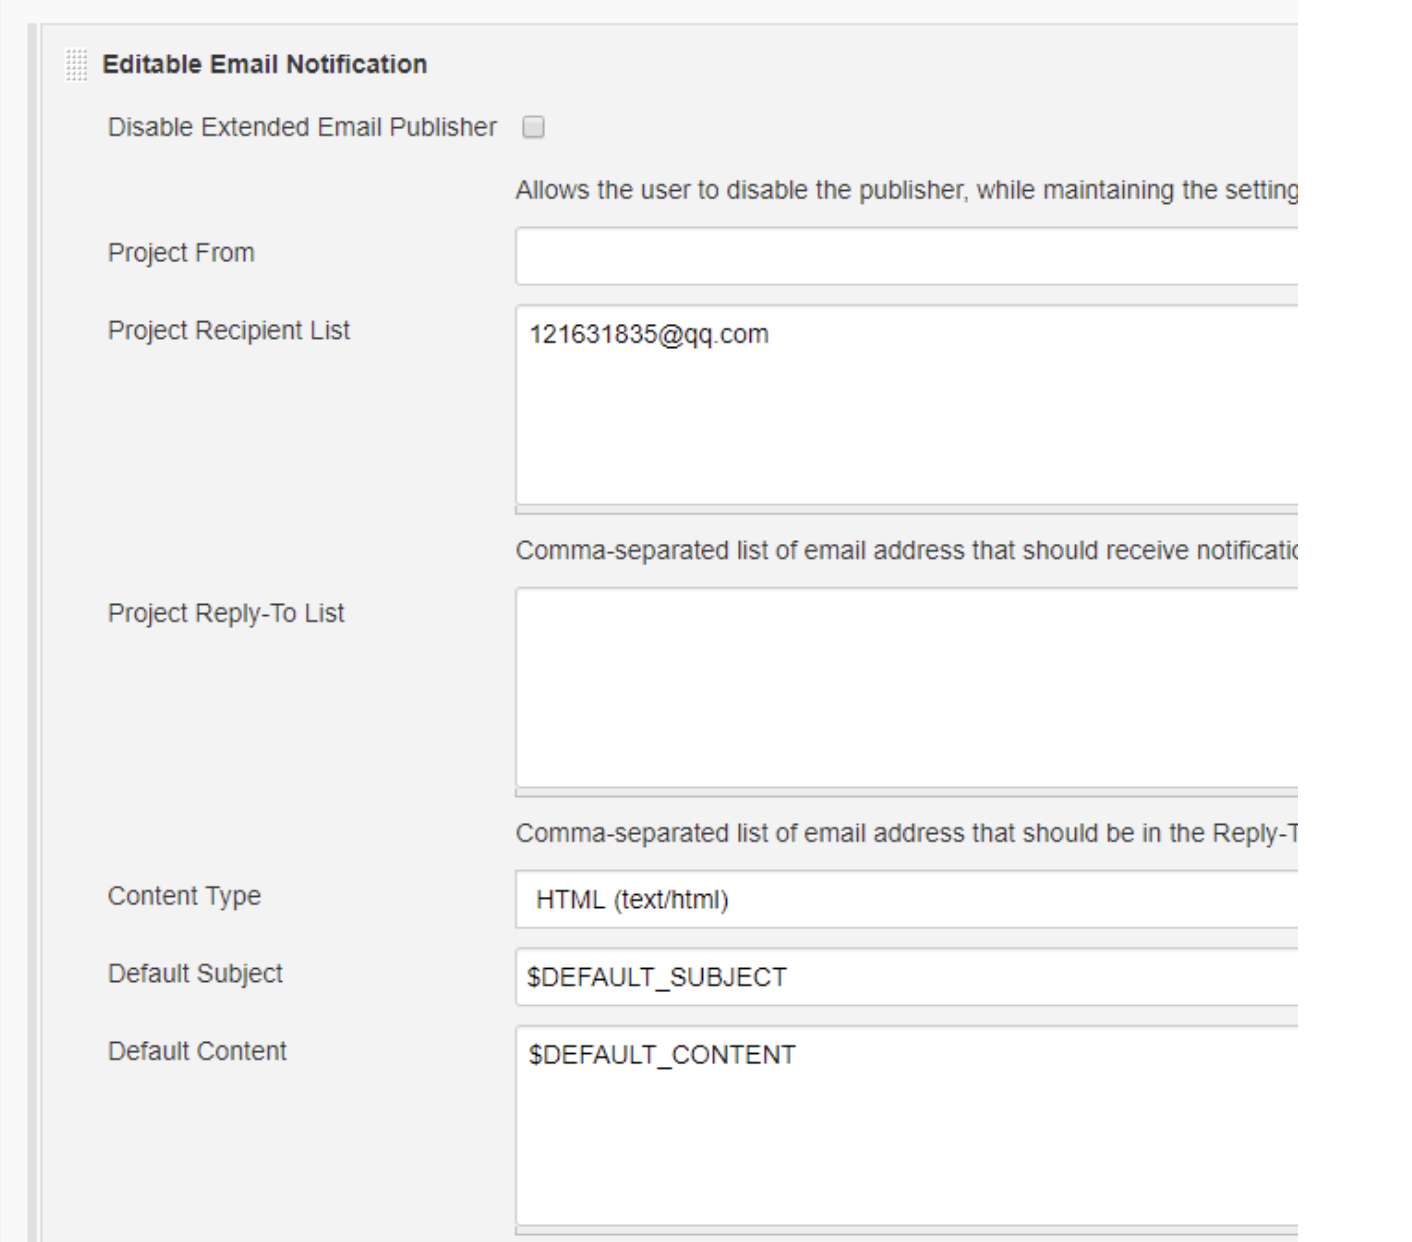 Editable Email Notification
Disable Extended Email Publisher
Allows the user to disable the publisher, while maintaining the setting
Project From
Project Recipient List
121631835@qq.com
Comma-separated list of email address that should receive notificatio
Project Reply-To List
Comma-separated list of email address that should be in the Reply-T
Content Type
HTML (text/html)
Default Subject
$DEFAULT_SUBJECT
Default Content
$DEFAULT_CONTENT